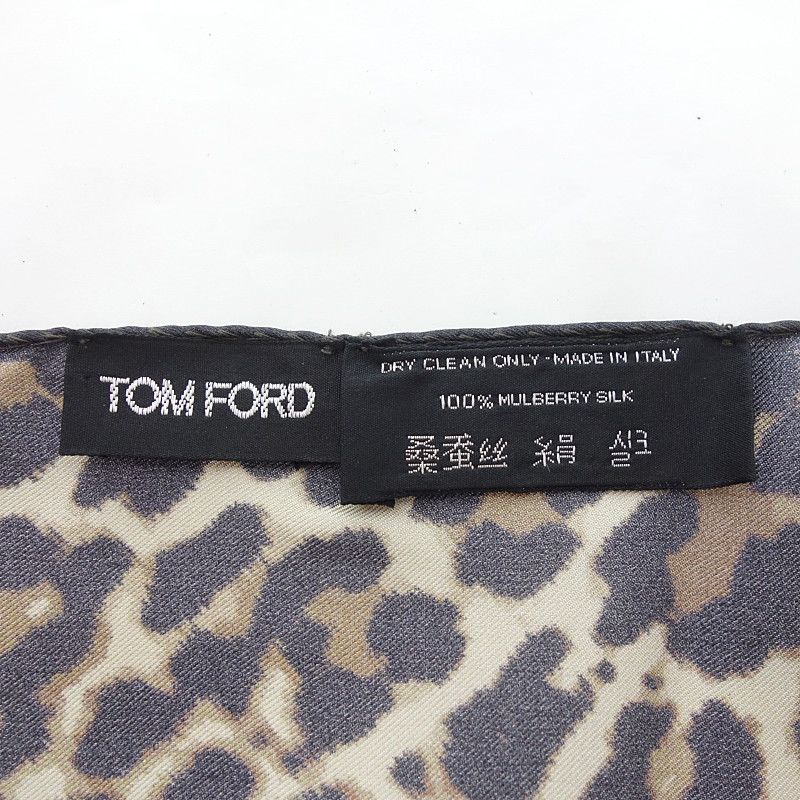 TOM FORD
DRY CLEAN ONLY - MADE IN ITALY
100% MULBERRY SILK
桑蚕丝 絹 실크